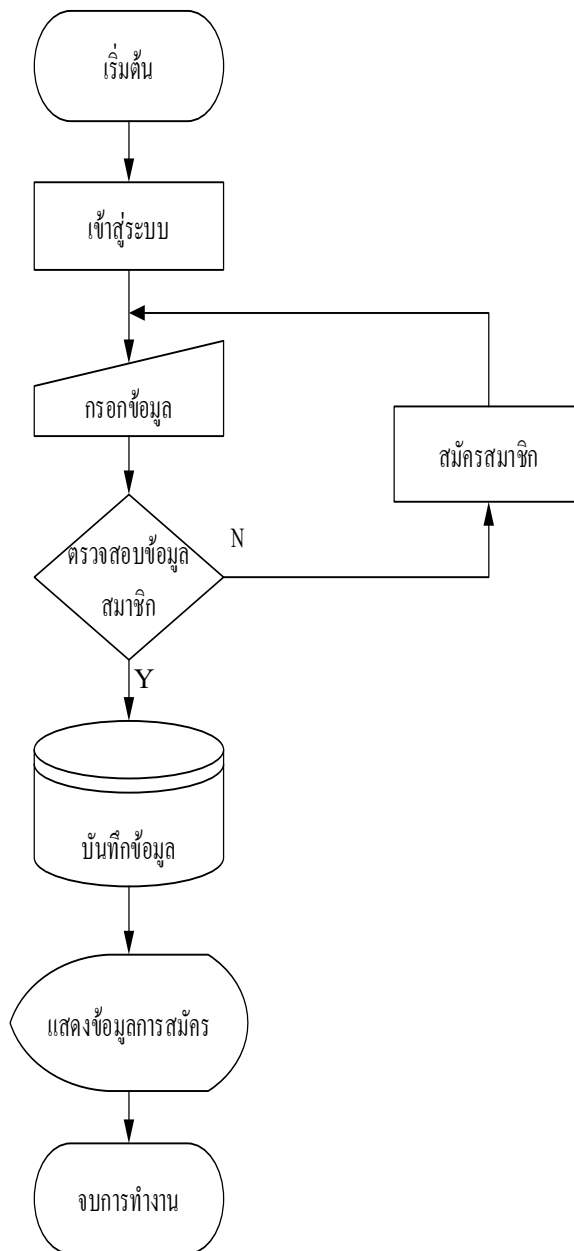 เริ่มต้น
เข้าสู่ระบบ
กรอกข้อมูล
สมัครสมาชิก
ตรวจสอบข้อมูล
สมาชิก
N
Y
บันทึกข้อมูล
แสดงข้อมูลการสมัคร
จบการทำงาน